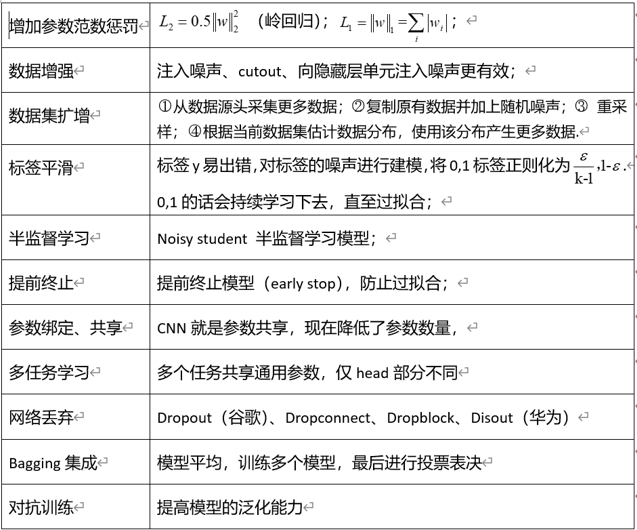 增加参数范数惩罚 L₂ = 0.5‖w‖₂² （岭回归）； L₁ = ‖w‖₁ = ∑ᵢ|wᵢ|；
数据增强 注入噪声、cutout、向隐藏层单元注入噪声更有效；
数据集扩增 ①从数据源头采集更多数据；②复制原有数据并加上随机噪声；③ 重采
样；④根据当前数据集估计数据分布，使用该分布产生更多数据.
标签平滑 标签 y 易出错，对标签的噪声进行建模，将 0,1 标签正则化为 ε/(k-1) ,1-ε .
0,1 的话会持续学习下去，直至过拟合；
半监督学习 Noisy student 半监督学习模型；
提前终止 提前终止模型（early stop），防止过拟合；
参数绑定、共享 CNN 就是参数共享，现在降低了参数数量，
多任务学习 多个任务共享通用参数，仅 head 部分不同
网络丢弃 Dropout（谷歌）、Dropconnect、Dropblock、Disout（华为）
Bagging 集成 模型平均，训练多个模型，最后进行投票表决
对抗训练 提高模型的泛化能力